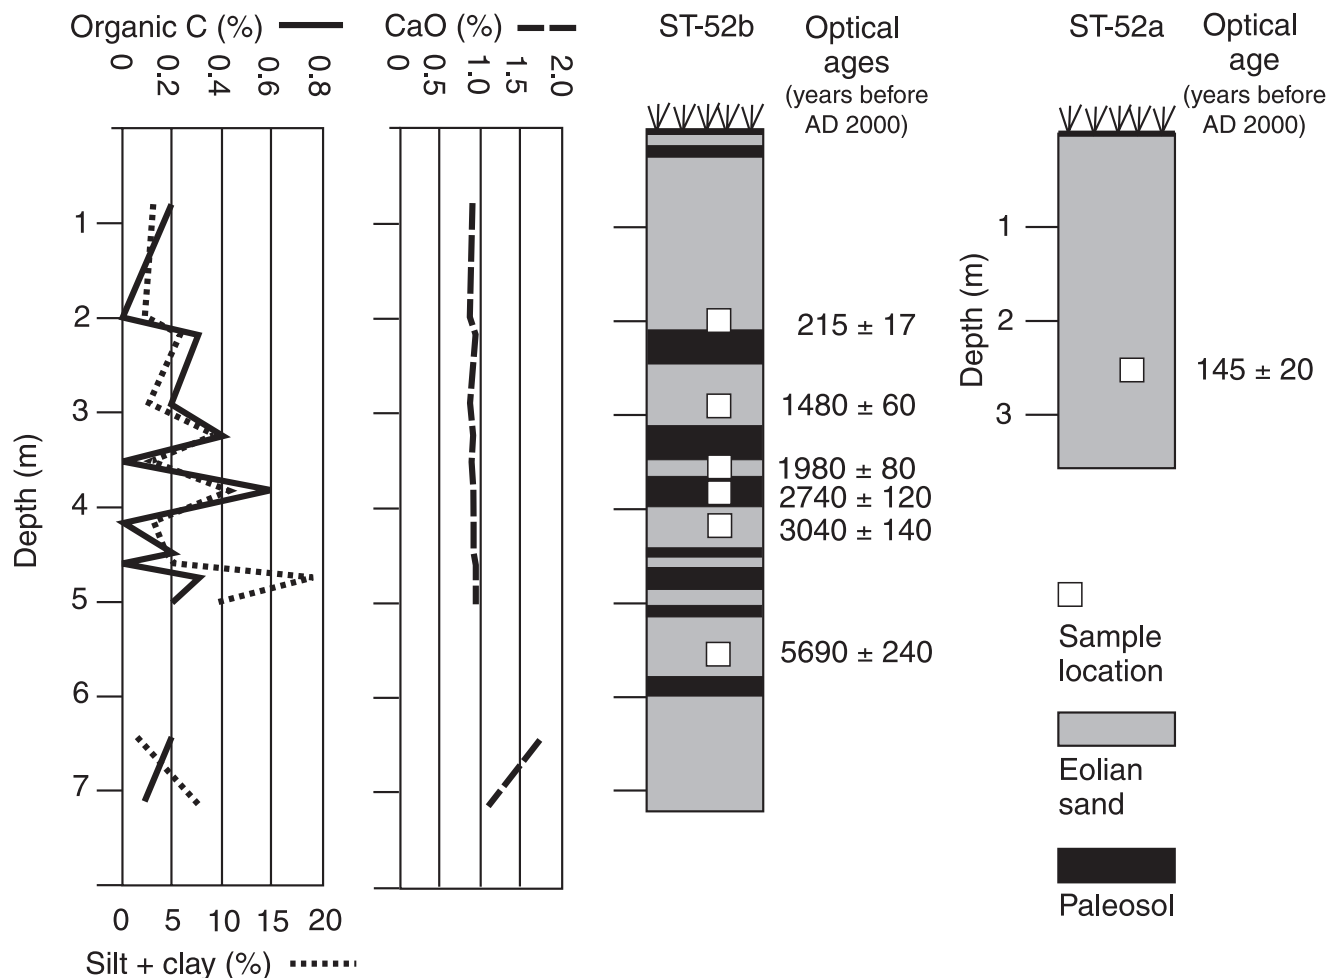 Organic C (%)
0 0.2 0.4 0.6 0.8
CaO (%)
0 0.5 1.0 1.5 2.0
ST-52b
Optical
ages
(years before
AD 2000)
ST-52a
Optical
age
(years before
AD 2000)
Depth (m)
1
2
3
4
5
6
7
0 5 10 15 20
Silt + clay (%)
215 ± 17
1480 ± 60
1980 ± 80
2740 ± 120
3040 ± 140
5690 ± 240
Depth (m)
1
2
3
145 ± 20
Sample
location
Eolian
sand
Paleosol